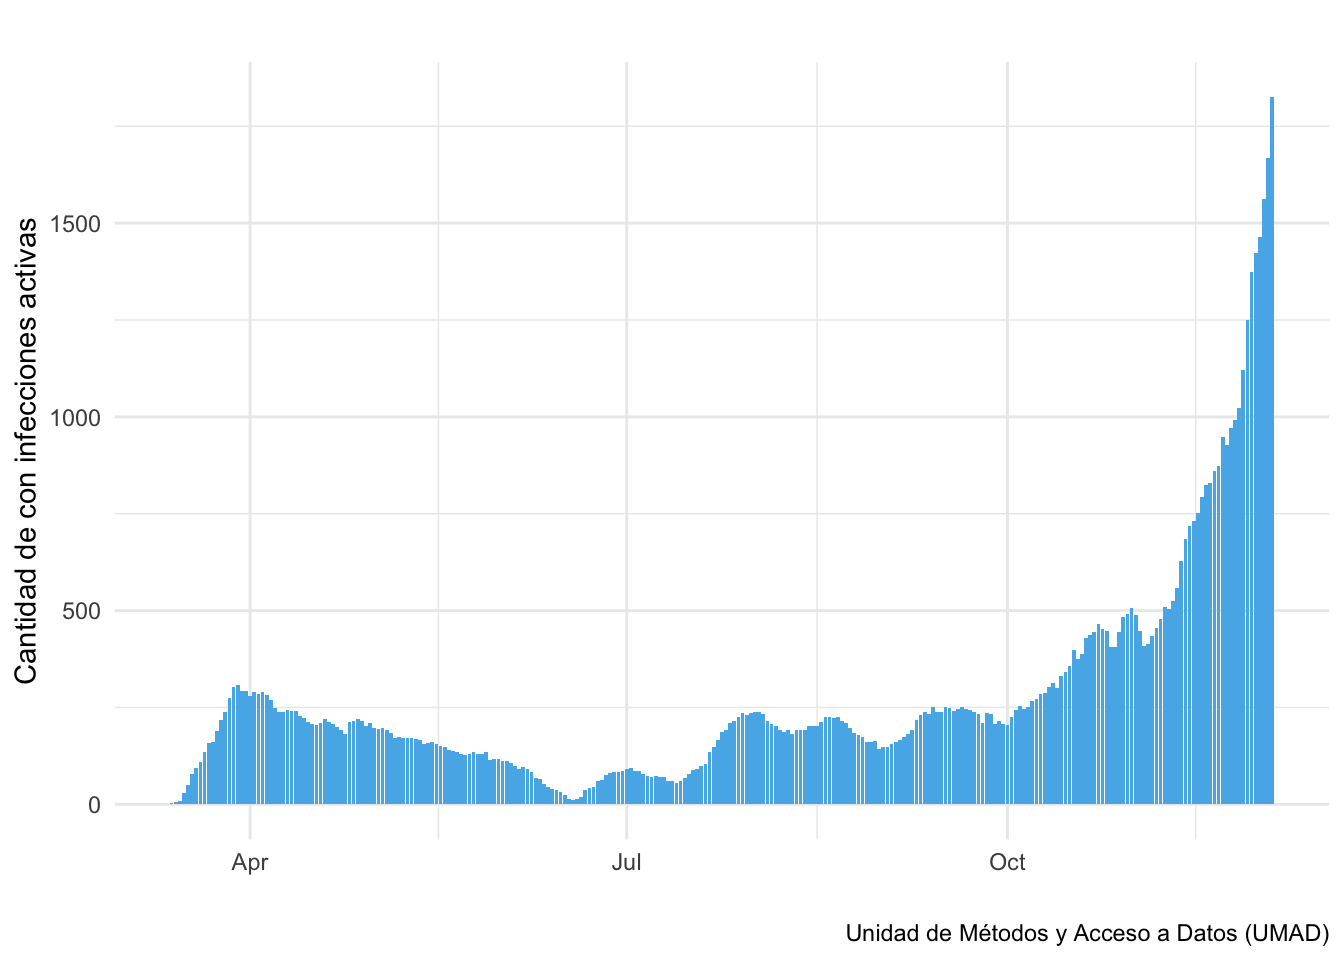 Cantidad de con infecciones activas
1500
1000
500
0
Apr Jul Oct
Unidad de Métodos y Acceso a Datos (UMAD)